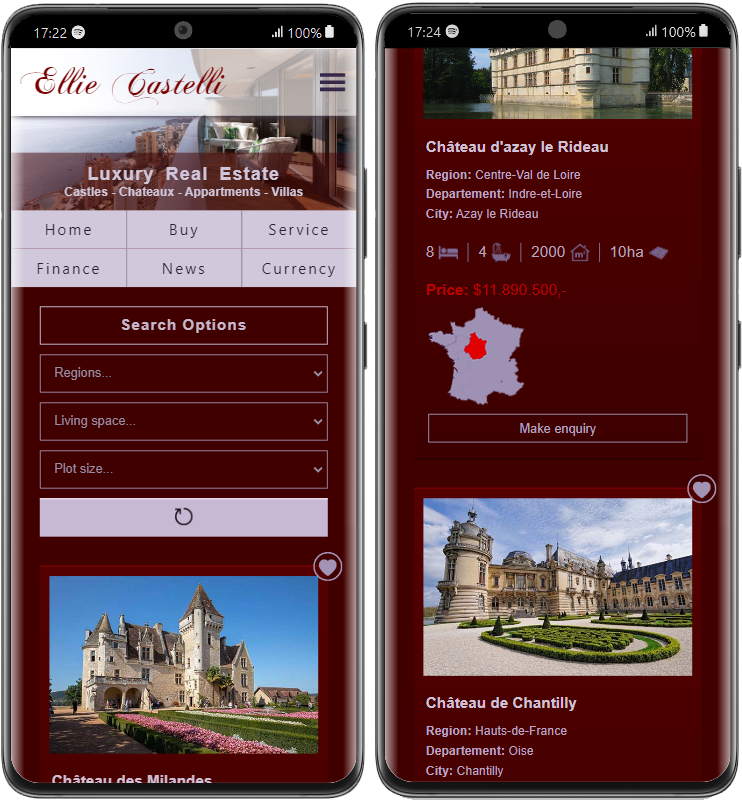 17:22
100%
Ellie Castelli
Luxury Real Estate
Castles - Chateaux - Appartments - Villas
Home Buy Service
Finance News Currency
Search Options
Regions...
Living space...
Plot size...
Château des Milandes
17:24
100%
Château d'azay le Rideau
Region: Centre-Val de Loire
Departement: Indre-et-Loire
City: Azay le Rideau
8 4 2000 m² 10ha
Price: $11.890.500,-
Make enquiry
Château de Chantilly
Region: Hauts-de-France
Departement: Oise
City: Chantilly